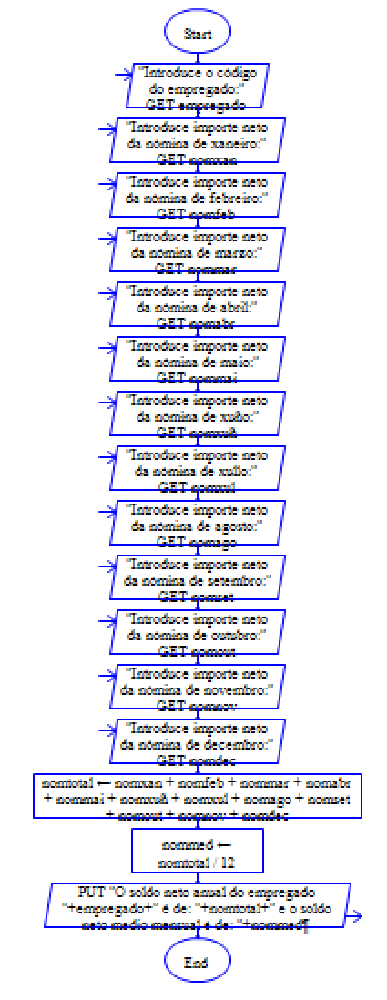 Start
"Introduce o código
do empregado:"
GET empregado
"Introduce importe neto
da nómina de xaneiro:"
GET nomxan
"Introduce importe neto
da nómina de febreiro:"
GET nomfeb
"Introduce importe neto
da nómina de marzo:"
GET nommar
"Introduce importe neto
da nómina de abril:"
GET nomabr
"Introduce importe neto
da nómina de maio:"
GET nommai
"Introduce importe neto
da nómina de xuño:"
GET nomxuñ
"Introduce importe neto
da nómina de xullo:"
GET nomxul
"Introduce importe neto
da nómina de agosto:"
GET nomago
"Introduce importe neto
da nómina de setembro:"
GET nomset
"Introduce importe neto
da nómina de outubro:"
GET nomout
"Introduce importe neto
da nómina de novembro:"
GET nomnov
"Introduce importe neto
da nómina de decembro:"
GET nomdec
nomtotal ← nomxan + nomfeb + nommar + nomabr
+ nommai + nomxuñ + nomxul + nomago + nomset
+ nomout + nomnov + nomdec
nommed ←
nomtotal / 12
PUT "O soldo neto anual do empregado
"+empregado+" é de: "+nomtotal+" e o soldo
neto medio mensual é de: "+nommed¶
End